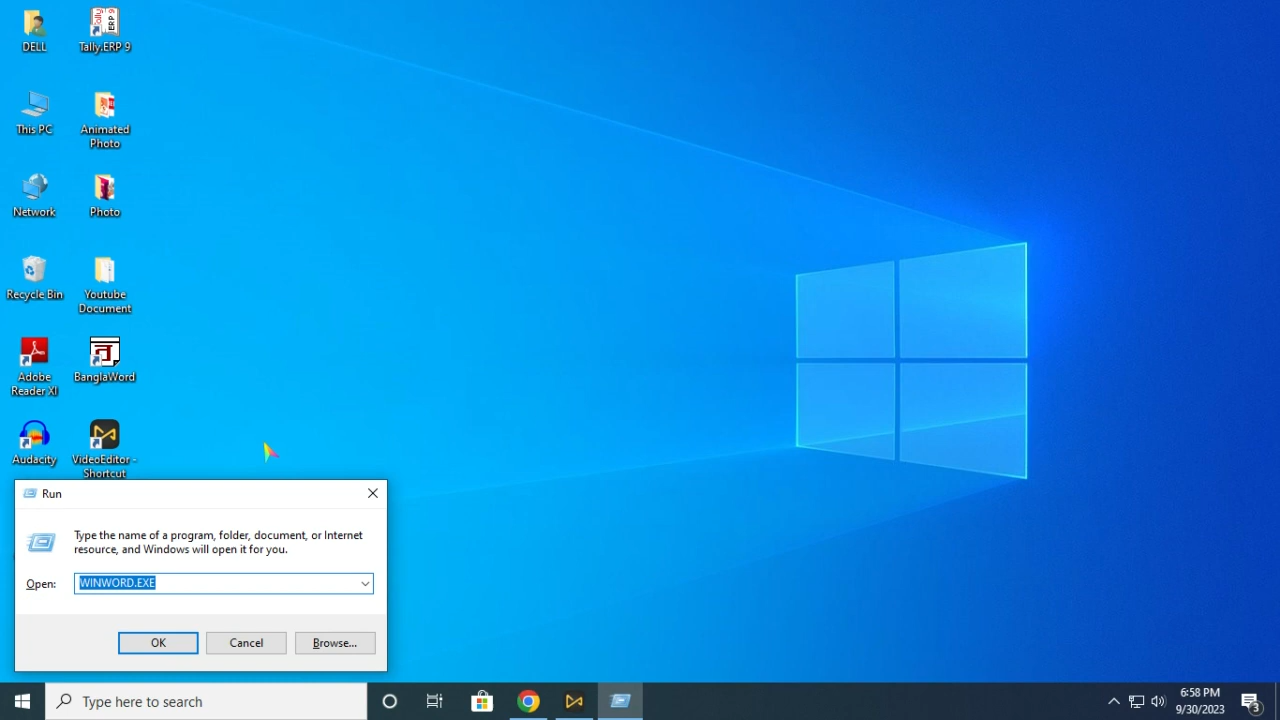 DELL
Tally.ERP 9
This PC
Animated
Photo
Network
Photo
Recycle Bin
Youtube
Document
Adobe
Reader XI
BanglaWord
Audacity
VideoEditor -
Shortcut
Run
Type the name of a program, folder, document, or Internet
resource, and Windows will open it for you.
Open:
WINWORD.EXE
OK
Cancel
Browse...
Type here to search
6:58 PM
9/30/2023
3